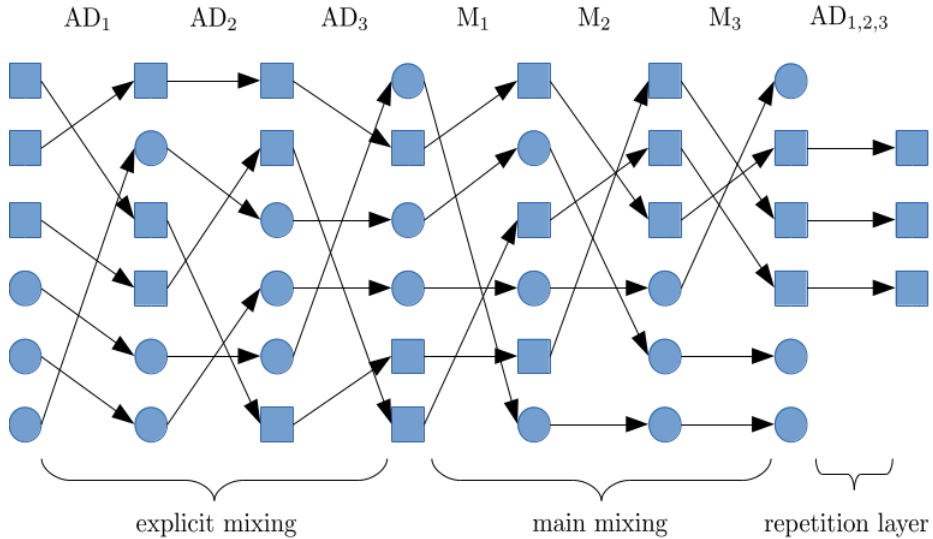 AD₁ AD₂ AD₃ M₁ M₂ M₃ AD₁,₂,₃
explicit mixing main mixing repetition layer